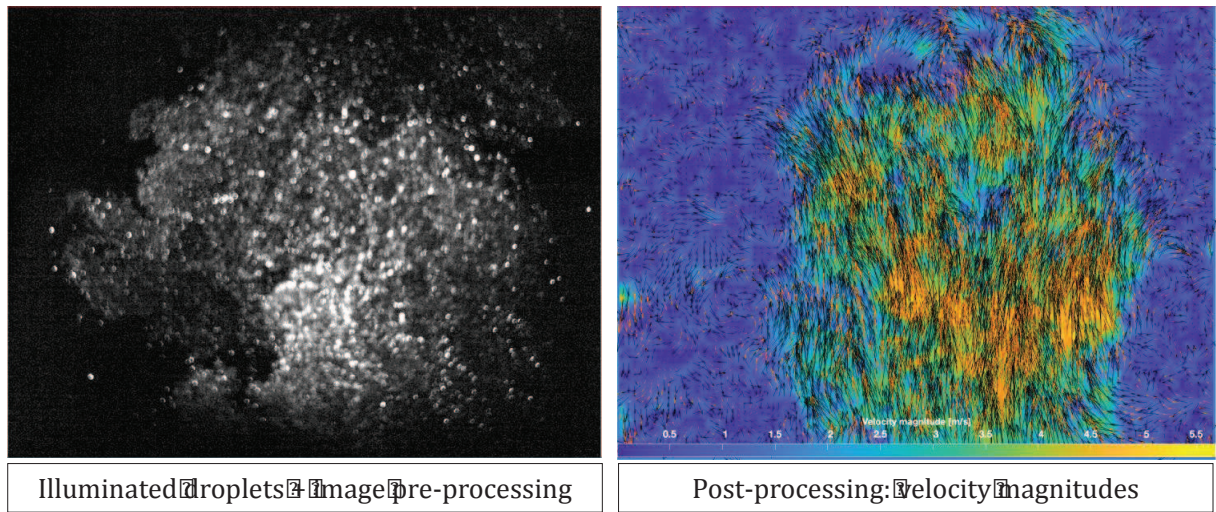 Velocity magnitude [m/s]
0.5 1 1.5 2 2.5 3 3.5 4 4.5 5 5.5
Illuminated droplets + image pre-processing
Post-processing: velocity magnitudes